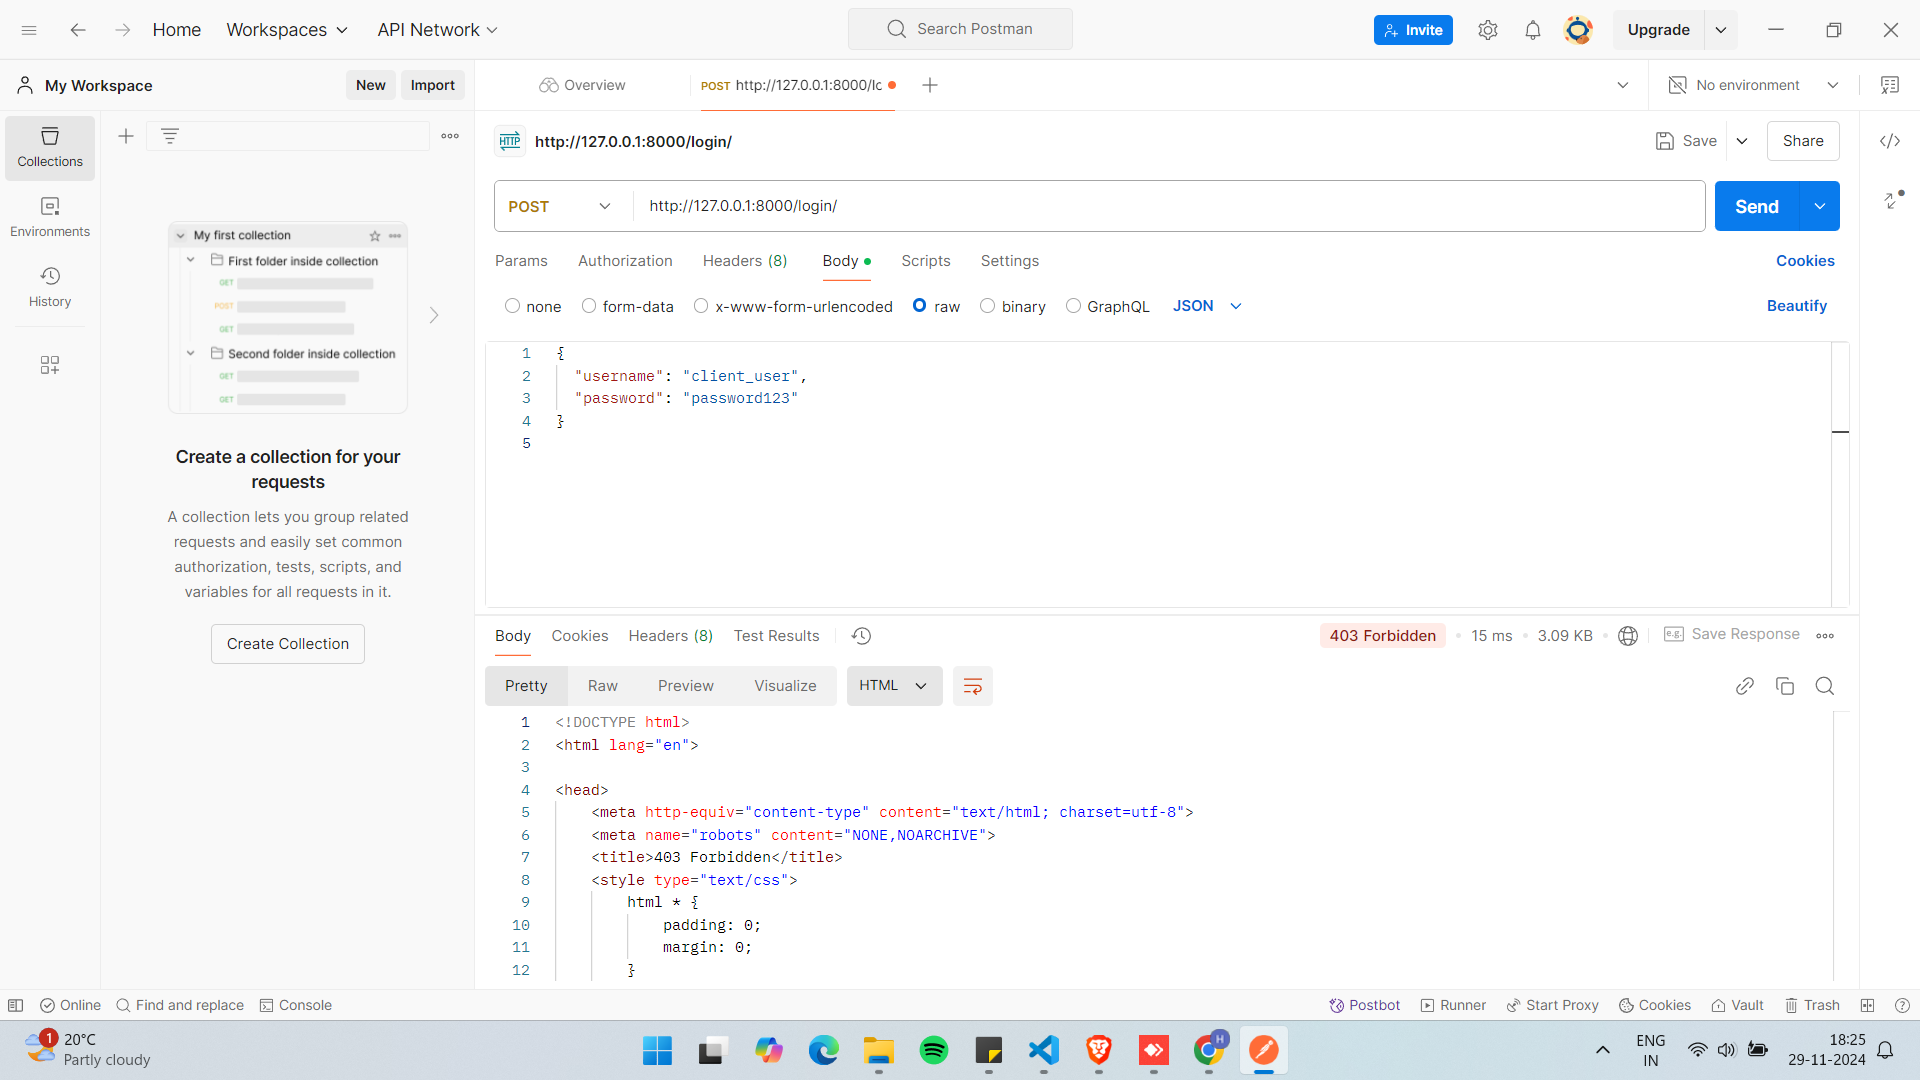 Home
Workspaces
API Network
Search Postman
Invite
Upgrade
My Workspace
New
Import
Overview
POST http://127.0.0.1:8000/lc
No environment
Collections
HTTP
http://127.0.0.1:8000/login/
Save
Share
Environments
POST
http://127.0.0.1:8000/login/
Send
History
My first collection
First folder inside collection
GET
POST
GET
Second folder inside collection
GET
GET
Params
Authorization
Headers (8)
Body
Scripts
Settings
Cookies
none
form-data
x-www-form-urlencoded
raw
binary
GraphQL
JSON
Beautify
1 {
2 "username": "client_user",
3 "password": "password123"
4 }
5
Create a collection for your
requests
A collection lets you group related
requests and easily set common
authorization, tests, scripts, and
variables for all requests in it.
Create Collection
Body
Cookies
Headers (8)
Test Results
403 Forbidden
15 ms
3.09 KB
e.g.
Save Response
Pretty
Raw
Preview
Visualize
HTML
1 <!DOCTYPE html>
2 <html lang="en">
3
4 <head>
5 <meta http-equiv="content-type" content="text/html; charset=utf-8">
6 <meta name="robots" content="NONE,NOARCHIVE">
7 <title>403 Forbidden</title>
8 <style type="text/css">
9 html * {
10 padding: 0;
11 margin: 0;
12 }
Online
Find and replace
Console
Postbot
Runner
Start Proxy
Cookies
Vault
Trash
1
20°C
Partly cloudy
H
ENG
IN
18:25
29-11-2024